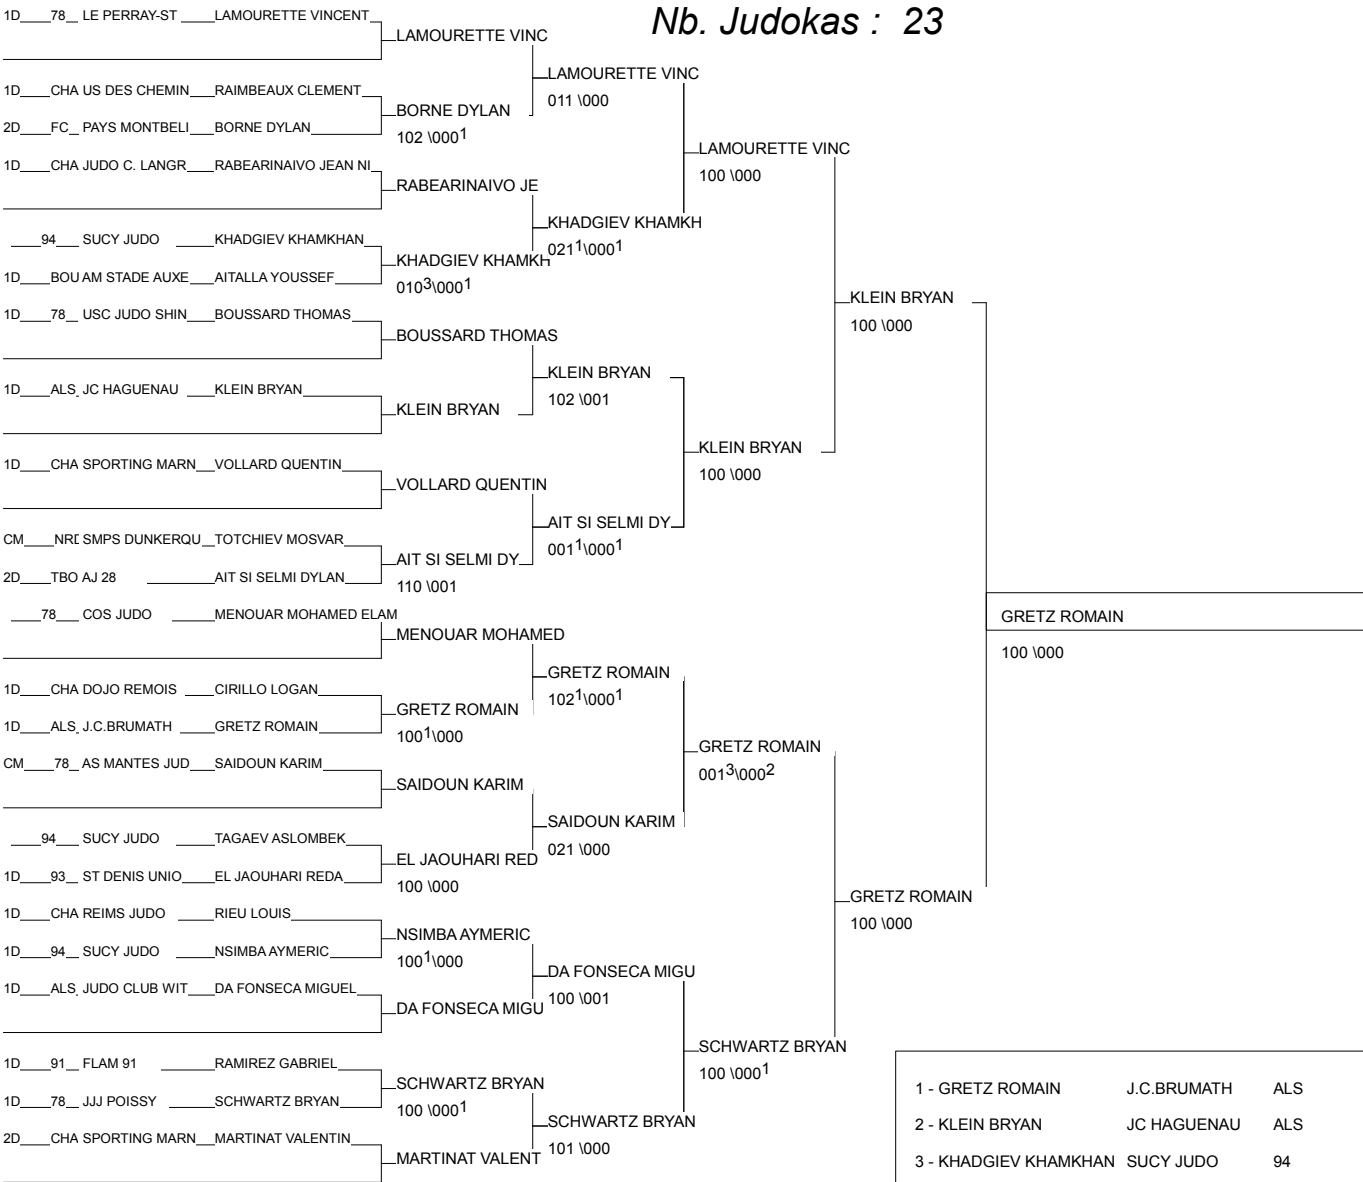 Nb. Judokas : 23
1D 78 LE PERRAY-ST LAMOURETTE VINCENT
LAMOURETTE VINC
LAMOURETTE VINC
011 \000
1D CHA US DES CHEMIN RAIMBEAUX CLEMENT
BORNE DYLAN
102 \000¹
2D FC PAYS MONTBELI BORNE DYLAN
LAMOURETTE VINC
100 \000
1D CHA JUDO C. LANGR RABEARINAIVO JEAN NI
RABEARINAIVO JE
KHADGIEV KHAMKH
021¹\000¹
94 SUCY JUDO KHADGIEV KHAMKHAN
KHADGIEV KHAMKH
010³\000¹
1D BOU AM STADE AUXE AITALLA YOUSSEF
KLEIN BRYAN
100 \000
1D 78 USC JUDO SHIN BOUSSARD THOMAS
BOUSSARD THOMAS
KLEIN BRYAN
102 \001
1D ALS JC HAGUENAU KLEIN BRYAN
KLEIN BRYAN
KLEIN BRYAN
100 \000
1D CHA SPORTING MARN VOLLARD QUENTIN
VOLLARD QUENTIN
AIT SI SELMI DY
001¹\000¹
CM NRD SMPS DUNKERQU TOTCHIEV MOSVAR
AIT SI SELMI DY
110 \001
2D TBO AJ 28 AIT SI SELMI DYLAN
GRETZ ROMAIN
100 \000
78 COS JUDO MENOUAR MOHAMED ELAM
MENOUAR MOHAMED
GRETZ ROMAIN
102¹\000¹
1D CHA DOJO REMOIS CIRILLO LOGAN
GRETZ ROMAIN
100¹\000
1D ALS J.C.BRUMATH GRETZ ROMAIN
GRETZ ROMAIN
001³\000²
CM 78 AS MANTES JUD SAIDOUN KARIM
SAIDOUN KARIM
SAIDOUN KARIM
021 \000
94 SUCY JUDO TAGAEV ASLOMBEK
EL JAOUHARI RED
100 \000
1D 93 ST DENIS UNIO EL JAOUHARI REDA
GRETZ ROMAIN
100 \000
1D CHA REIMS JUDO RIEU LOUIS
NSIMBA AYMERIC
100¹\000
1D 94 SUCY JUDO NSIMBA AYMERIC
DA FONSECA MIGU
100 \001
1D ALS JUDO CLUB WIT DA FONSECA MIGUEL
DA FONSECA MIGU
SCHWARTZ BRYAN
100 \000¹
1D 91 FLAM 91 RAMIREZ GABRIEL
SCHWARTZ BRYAN
100 \000¹
1D 78 JJJ POISSY SCHWARTZ BRYAN
SCHWARTZ BRYAN
101 \000
2D CHA SPORTING MARN MARTINAT VALENTIN
MARTINAT VALENT
1 - GRETZ ROMAIN J.C.BRUMATH ALS
2 - KLEIN BRYAN JC HAGUENAU ALS
3 - KHADGIEV KHAMKHAN SUCY JUDO 94